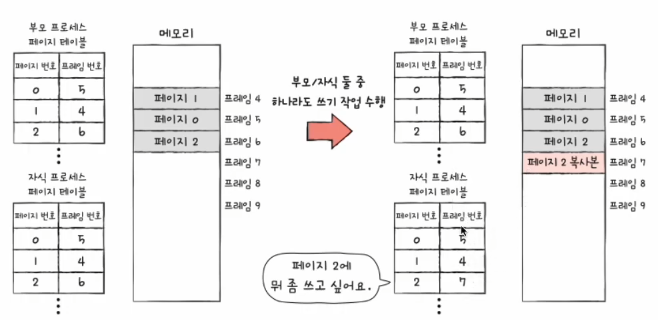 부모 프로세스
페이지 테이블
페이지 번호 프레임 번호
0 5
1 4
2 6
자식 프로세스
페이지 테이블
페이지 번호 프레임 번호
0 5
1 4
2 6
메모리
페이지 1 프레임 4
페이지 0 프레임 5
페이지 2 프레임 6
프레임 7
프레임 8
프레임 9
부모/자식 둘 중
하나라도 쓰기 작업 수행
부모 프로세스
페이지 테이블
페이지 번호 프레임 번호
0 5
1 4
2 6
자식 프로세스
페이지 테이블
페이지 번호 프레임 번호
0 5
1 4
2 7
페이지 2에
뭐 좀 쓰고 싶어요.
메모리
페이지 1 프레임 4
페이지 0 프레임 5
페이지 2 프레임 6
페이지 2 복사본 프레임 7
프레임 8
프레임 9